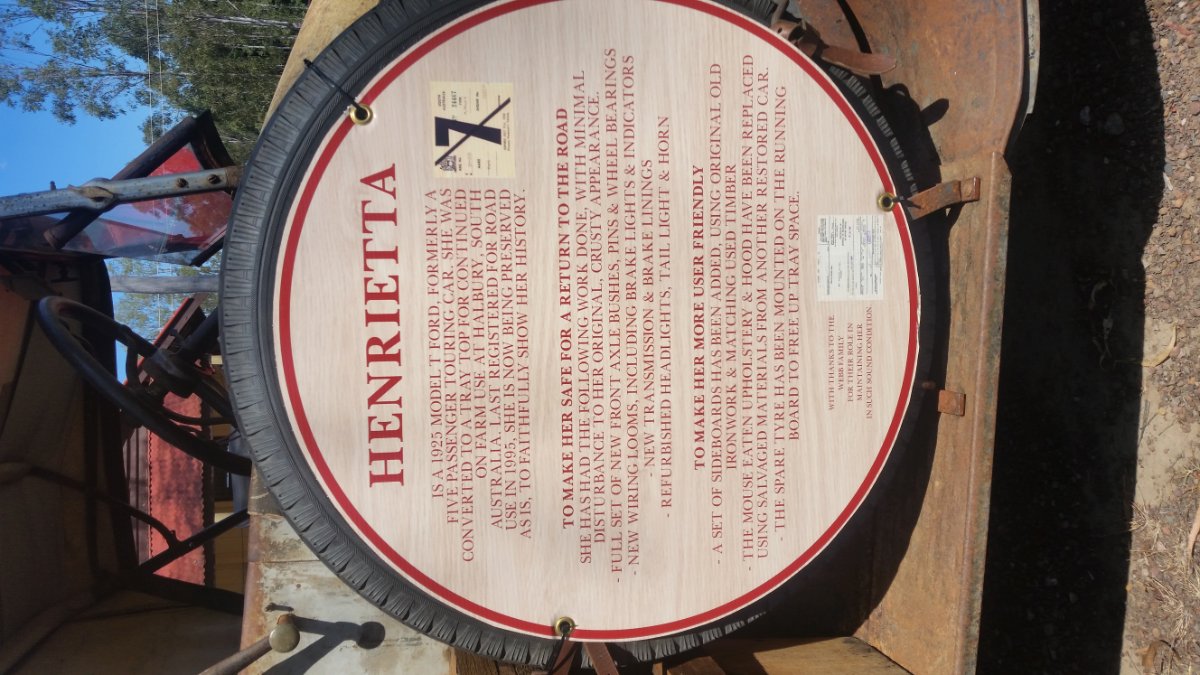 HENRIETTA
IS A 1925 MODEL T FORD, FORMERLY A
FIVE PASSENGER TOURING CAR. SHE WAS
CONVERTED TO A TRAY TOP FOR CONTINUED
ON FARM USE AT HALBURY, SOUTH
AUSTRALIA. LAST REGISTERED FOR ROAD
USE IN 1995, SHE IS NOW BEING PRESERVED
AS IS, TO FAITHFULLY SHOW HER HISTORY.
7
TO MAKE HER SAFE FOR A RETURN TO THE ROAD
SHE HAS HAD THE FOLLOWING WORK DONE, WITH MINIMAL
DISTURBANCE TO HER ORIGINAL, CRUSTY APPEARANCE.
- FULL SET OF NEW FRONT AXLE BUSHES, PINS & WHEEL BEARINGS
- NEW WIRING LOOMS, INCLUDING BRAKE LIGHTS & INDICATORS
- NEW TRANSMISSION & BRAKE LININGS
- REFURBISHED HEADLIGHTS, TAIL LIGHT & HORN
TO MAKE HER MORE USER FRIENDLY
- A SET OF SIDEBOARDS HAS BEEN ADDED, USING ORIGINAL OLD
IRONWORK & MATCHING USED TIMBER
- THE MOUSE EATEN UPHOLSTERY & HOOD HAVE BEEN REPLACED
USING SALVAGED MATERIALS FROM ANOTHER RESTORED CAR.
- THE SPARE TYRE HAS BEEN MOUNTED ON THE RUNNING
BOARD TO FREE UP TRAY SPACE.
WITH THANKS TO THE
WEBB FAMILY
FOR THEIR ROLE IN
MAINTAINING HER
IN SUCH SOUND CONDITION